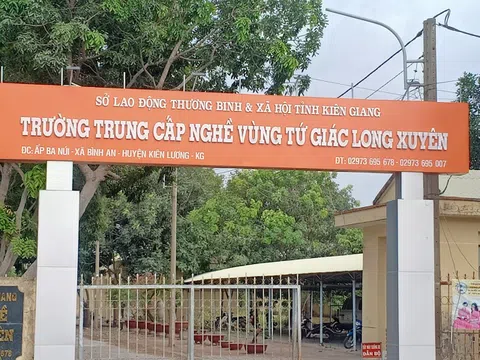 SỞ LAO ĐỘNG THƯƠNG BINH & XÃ HỘI TỈNH KIÊN GIANG
TRƯỜNG TRUNG CẤP NGHỀ VÙNG TỨ GIÁC LONG XUYÊN
ĐC: ẤP BA NÚI - XÃ BÌNH AN - HUYỆN KIÊN LƯƠNG - KG
ĐT: 02973 695 678 - 02973 695 007